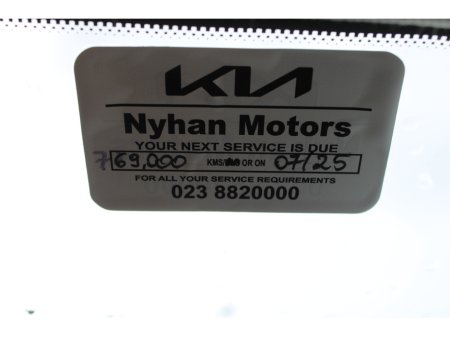 KIA
Nyhan Motors
YOUR NEXT SERVICE IS DUE
769,000 KMS/ OR ON 07/25
FOR ALL YOUR SERVICE REQUIREMENTS
023 8820000